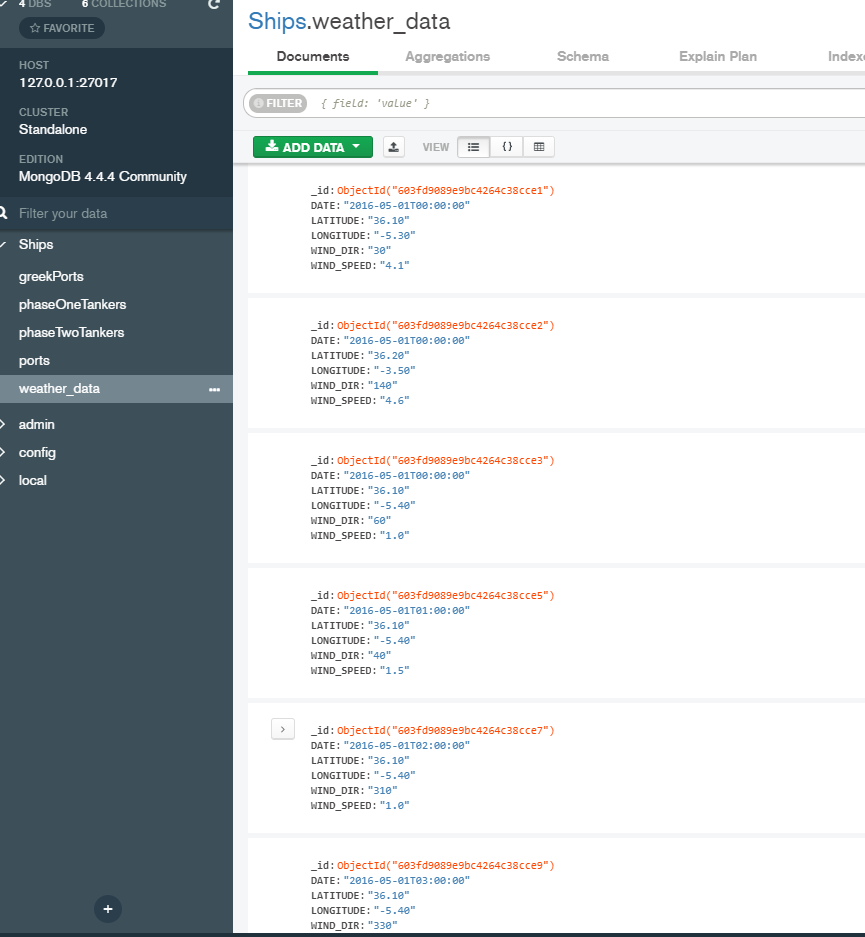 4 DBS 6 COLLECTIONS
FAVORITE
HOST
127.0.0.1:27017
CLUSTER
Standalone
EDITION
MongoDB 4.4.4 Community
Filter your data
Ships
greekPorts
phaseOneTankers
phaseTwoTankers
ports
weather_data
admin
config
local
Ships.weather_data
Documents Aggregations Schema Explain Plan Indexe
FILTER { field: 'value' }
ADD DATA VIEW {}
_id: ObjectId("603fd9089e9bc4264c38cce1")
DATE: "2016-05-01T00:00:00"
LATITUDE: "36.10"
LONGITUDE: "-5.30"
WIND_DIR: "30"
WIND_SPEED: "4.1"
_id: ObjectId("603fd9089e9bc4264c38cce2")
DATE: "2016-05-01T00:00:00"
LATITUDE: "36.20"
LONGITUDE: "-3.50"
WIND_DIR: "140"
WIND_SPEED: "4.6"
_id: ObjectId("603fd9089e9bc4264c38cce3")
DATE: "2016-05-01T00:00:00"
LATITUDE: "36.10"
LONGITUDE: "-5.40"
WIND_DIR: "60"
WIND_SPEED: "1.0"
_id: ObjectId("603fd9089e9bc4264c38cce5")
DATE: "2016-05-01T01:00:00"
LATITUDE: "36.10"
LONGITUDE: "-5.40"
WIND_DIR: "40"
WIND_SPEED: "1.5"
_id: ObjectId("603fd9089e9bc4264c38cce7")
DATE: "2016-05-01T02:00:00"
LATITUDE: "36.10"
LONGITUDE: "-5.40"
WIND_DIR: "310"
WIND_SPEED: "1.0"
_id: ObjectId("603fd9089e9bc4264c38cce9")
DATE: "2016-05-01T03:00:00"
LATITUDE: "36.10"
LONGITUDE: "-5.40"
WIND_DIR: "330"